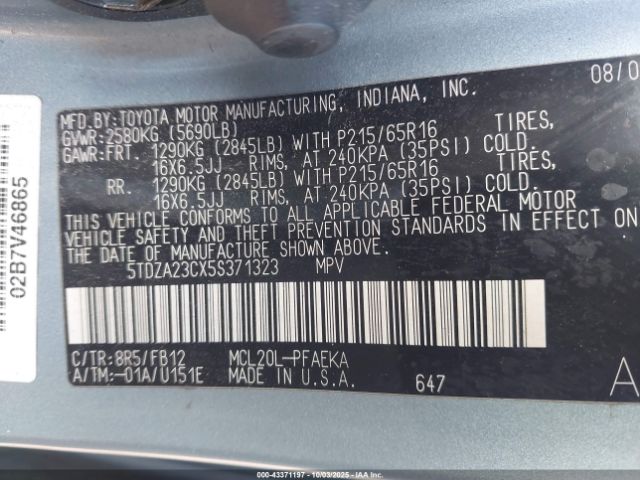 08/0
MFD. BY: TOYOTA MOTOR MANUFACTURING, INDIANA, INC.
GVWR: 2580KG (5690LB)
GAWR: FRT. 1290KG (2845LB) WITH P215/65R16 TIRES,
16X6.5JJ RIMS, AT 240KPA (35PSI) COLD.
RR. 1290KG (2845LB) WITH P215/65R16 TIRES,
16X6.5JJ RIMS, AT 240KPA (35PSI) COLD.
THIS VEHICLE CONFORMS TO ALL APPLICABLE FEDERAL MOTOR
VEHICLE SAFETY AND THEFT PREVENTION STANDARDS IN EFFECT ON
THE DATE OF MANUFACTURE SHOWN ABOVE.
5TDZA23CX5S371323 MPV
C/TR: 8R5/FB12 MCL20L-PFAEKA
A/TM:-01A/U151E MADE IN U.S.A.
647
A
02B7V46865
00-43371197 - 10/03/2025 - © Copyright IAA, LLC